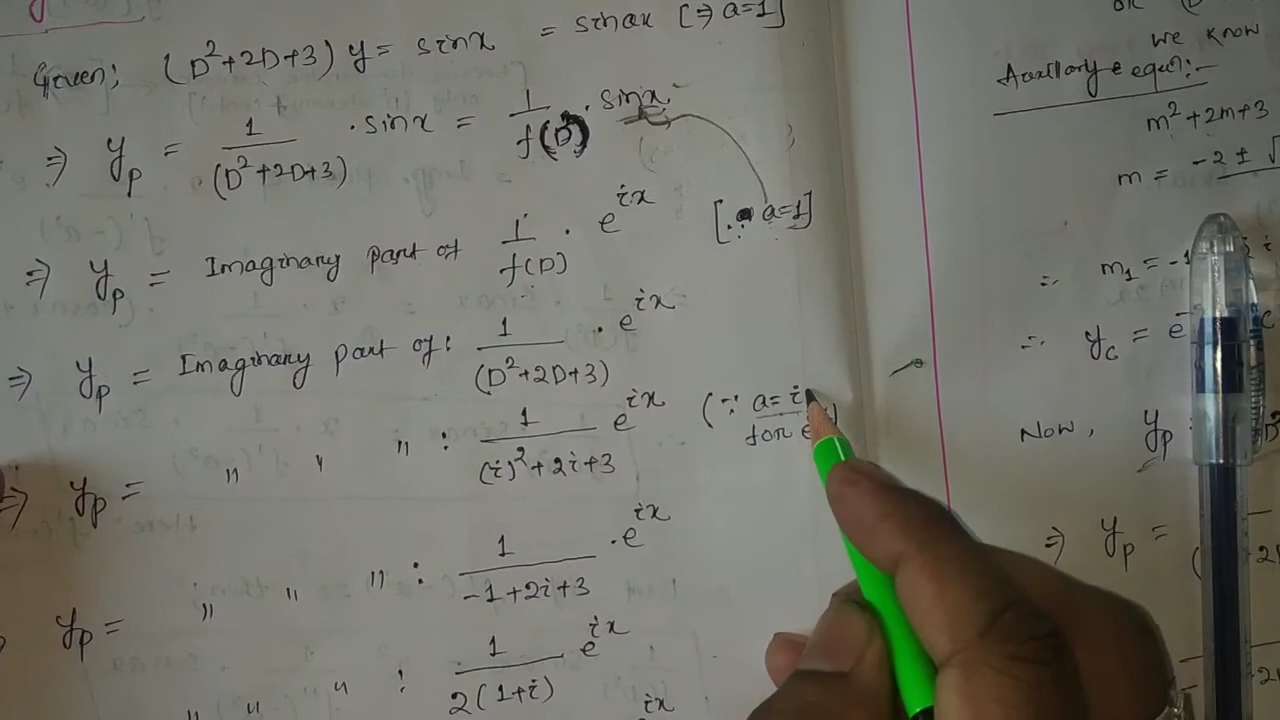 Given; (D²+2D+3) y = sinx = sinax [⇒ a=1]
⇒ y_p = 1/(D²+2D+3) · sinx = 1/f(D) · sinx
⇒ y_p = Imaginary part of 1/f(D) · e^{ix} [∵ a=1]
⇒ y_p = Imaginary part of: 1/(D²+2D+3) · e^{ix}
⇒ y_p = " " " : 1/((i)²+2i+3) e^{ix} (∵ a=i
for e
y_p = " " " : 1/(-1+2i+3) · e^{ix}
" " " : 1/(2(1+i)) e^{ix}
" " ix
we know
Auxillary e equn:-
m²+2m+3
m = -2 ± √
∴ m₁ = -1
∴ y_c = e
Now, y_p
⇒ y_p =